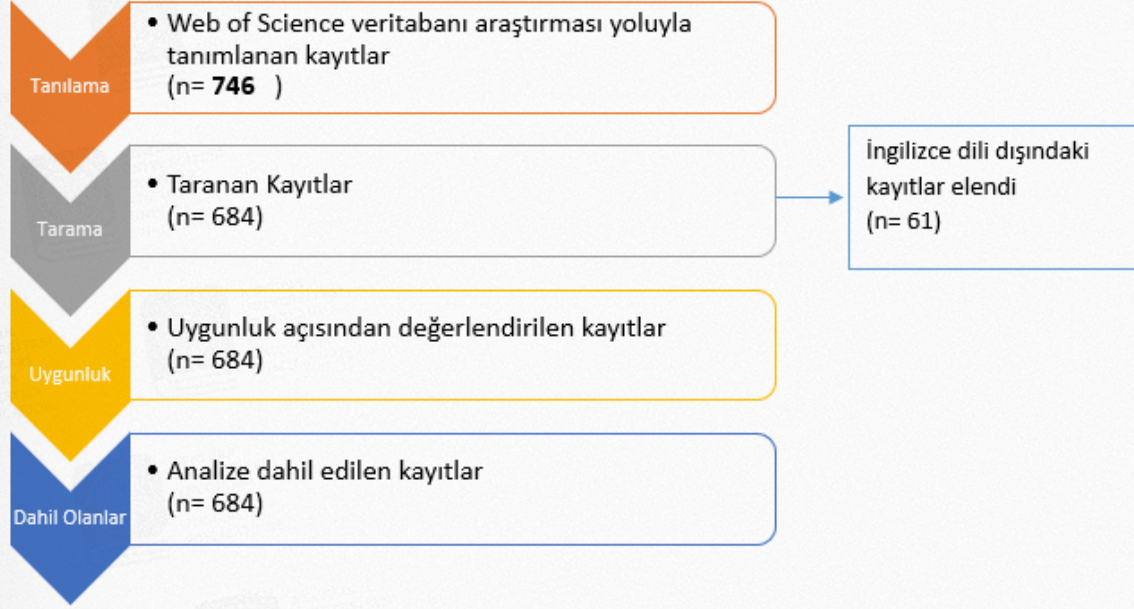 Tanılama
• Web of Science veritabanı araştırması yoluyla
tanımlanan kayıtlar
(n= 746 )
Tarama
• Taranan Kayıtlar
(n= 684)
İngilizce dili dışındaki
kayıtlar elendi
(n= 61)
Uygunluk
• Uygunluk açısından değerlendirilen kayıtlar
(n= 684)
Dahil Olanlar
• Analize dahil edilen kayıtlar
(n= 684)